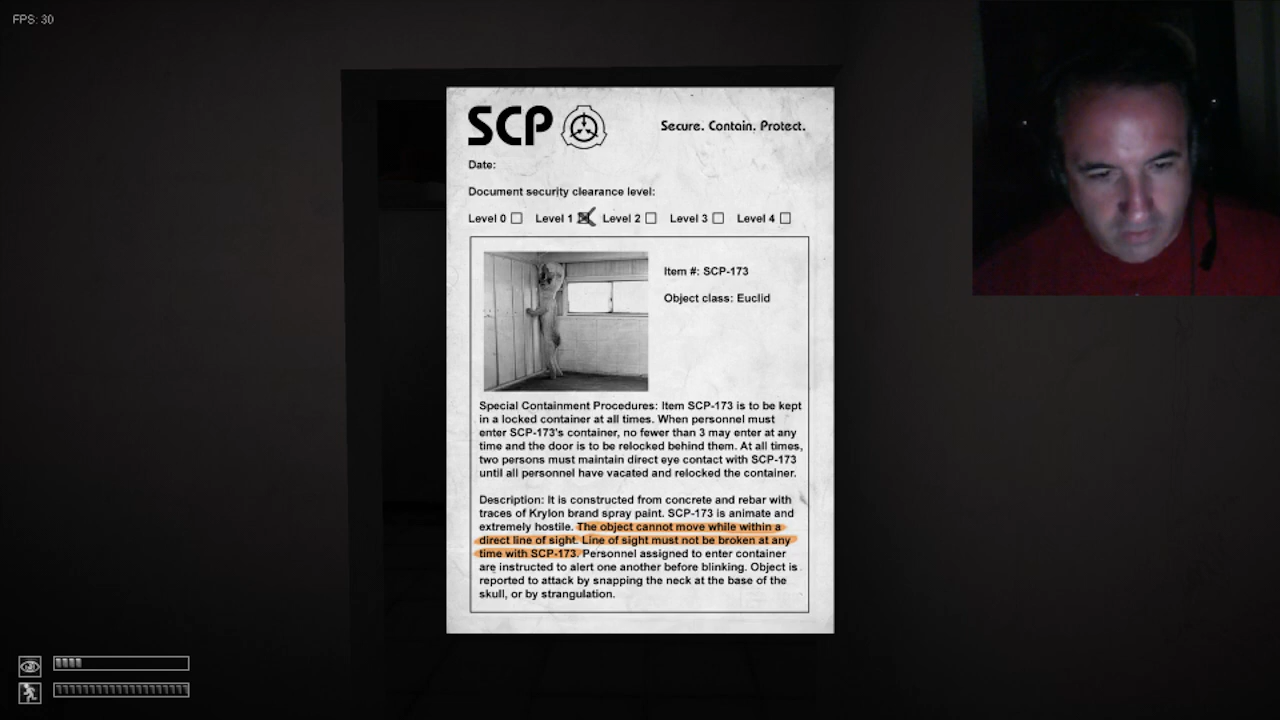 FPS: 30
SCP
Secure. Contain. Protect.
Date:
Document security clearance level:
Level 0 Level 1 Level 2 Level 3 Level 4
Item #: SCP-173
Object class: Euclid
Special Containment Procedures: Item SCP-173 is to be kept
in a locked container at all times. When personnel must
enter SCP-173's container, no fewer than 3 may enter at any
time and the door is to be relocked behind them. At all times,
two persons must maintain direct eye contact with SCP-173
until all personnel have vacated and relocked the container.
Description: It is constructed from concrete and rebar with
traces of Krylon brand spray paint. SCP-173 is animate and
extremely hostile. The object cannot move while within a
direct line of sight. Line of sight must not be broken at any
time with SCP-173. Personnel assigned to enter container
are instructed to alert one another before blinking. Object is
reported to attack by snapping the neck at the base of the
skull, or by strangulation.